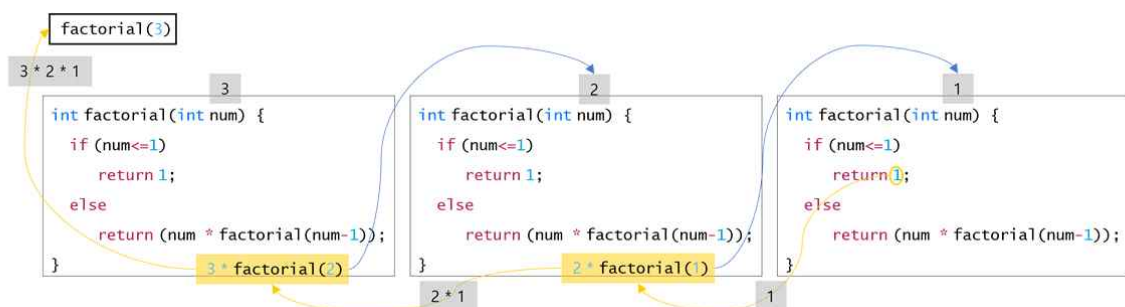 factorial(3)
3 * 2 * 1
3
int factorial(int num) {
if (num<=1)
return 1;
else
return (num * factorial(num-1));
}
3 * factorial(2)
2 * 1
2
int factorial(int num) {
if (num<=1)
return 1;
else
return (num * factorial(num-1));
}
2 * factorial(1)
1
1
int factorial(int num) {
if (num<=1)
return 1;
else
return (num * factorial(num-1));
}